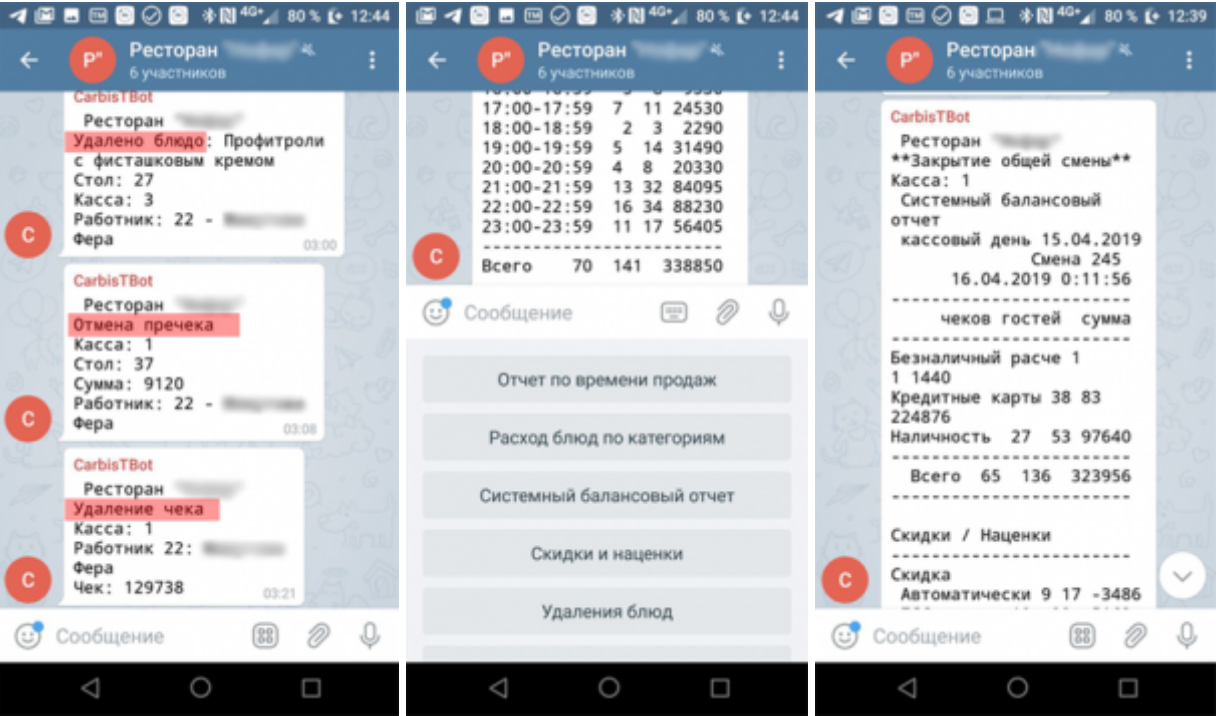 80 % 12:44
P" Ресторан
6 участников
CarbisTBot
Ресторан
Удалено блюдо: Профитроли
с фисташковым кремом
Стол: 27
Касса: 3
Работник: 22 -
Фера
03:00
C
CarbisTBot
Ресторан
Отмена пречека
Касса: 1
Стол: 37
Сумма: 9120
Работник: 22 -
Фера
03:08
C
CarbisTBot
Ресторан
Удаление чека
Касса: 1
Работник 22:
Фера
Чек: 129738
03:21
C
Сообщение
4G+ 80 % 12:44
P" Ресторан
6 участников
17:00-17:59 7 11 24530
18:00-18:59 2 3 2290
19:00-19:59 5 14 31490
20:00-20:59 4 8 20330
21:00-21:59 13 32 84095
22:00-22:59 16 34 88230
23:00-23:59 11 17 56405
------------------------
Всего 70 141 338850
C
Сообщение
Отчет по времени продаж
Расход блюд по категориям
Системный балансовый отчет
Скидки и наценки
Удаления блюд
4G+ 80 % 12:39
P" Ресторан
6 участников
CarbisTBot
Ресторан
**Закрытие общей смены**
Касса: 1
Системный балансовый
отчет
кассовый день 15.04.2019
Смена 245
16.04.2019 0:11:56
------------------------
чеков гостей сумма
------------------------
Безналичный расче 1
1 1440
Кредитные карты 38 83
224876
Наличность 27 53 97640
------------------------
Всего 65 136 323956
------------------------
Скидки / Наценки
------------------------
Скидка
Автоматически 9 17 -3486
C
Сообщение